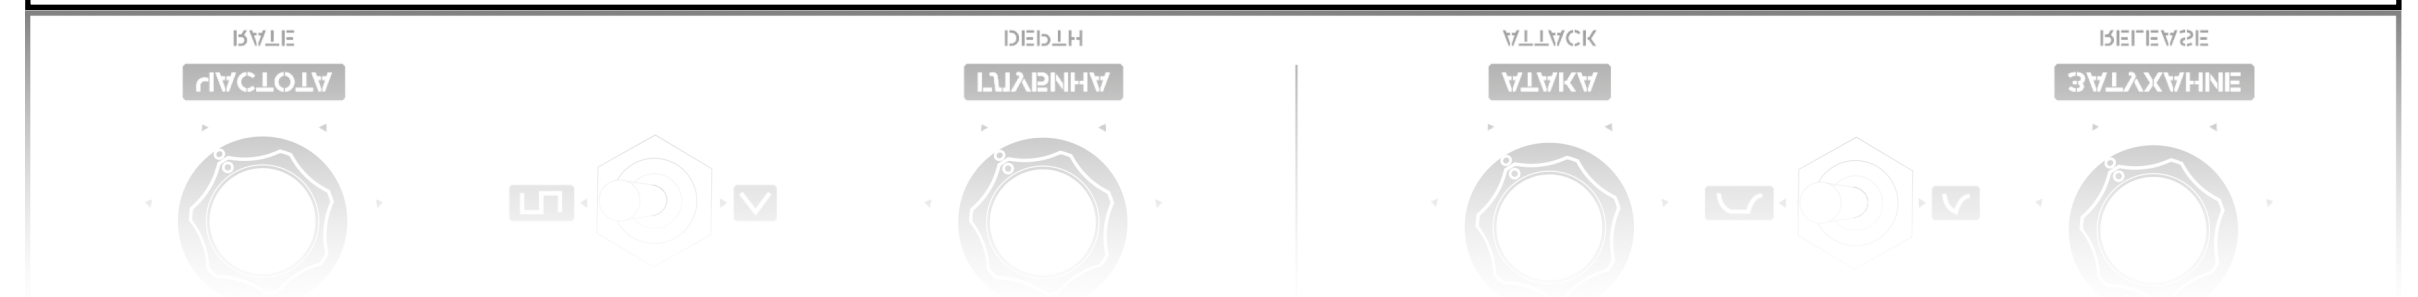 RATE DEPTH ATTACK RELEASE
ЧАСТОТА ГЛУБИНА АТАКА ЗАТУХАНИЕ